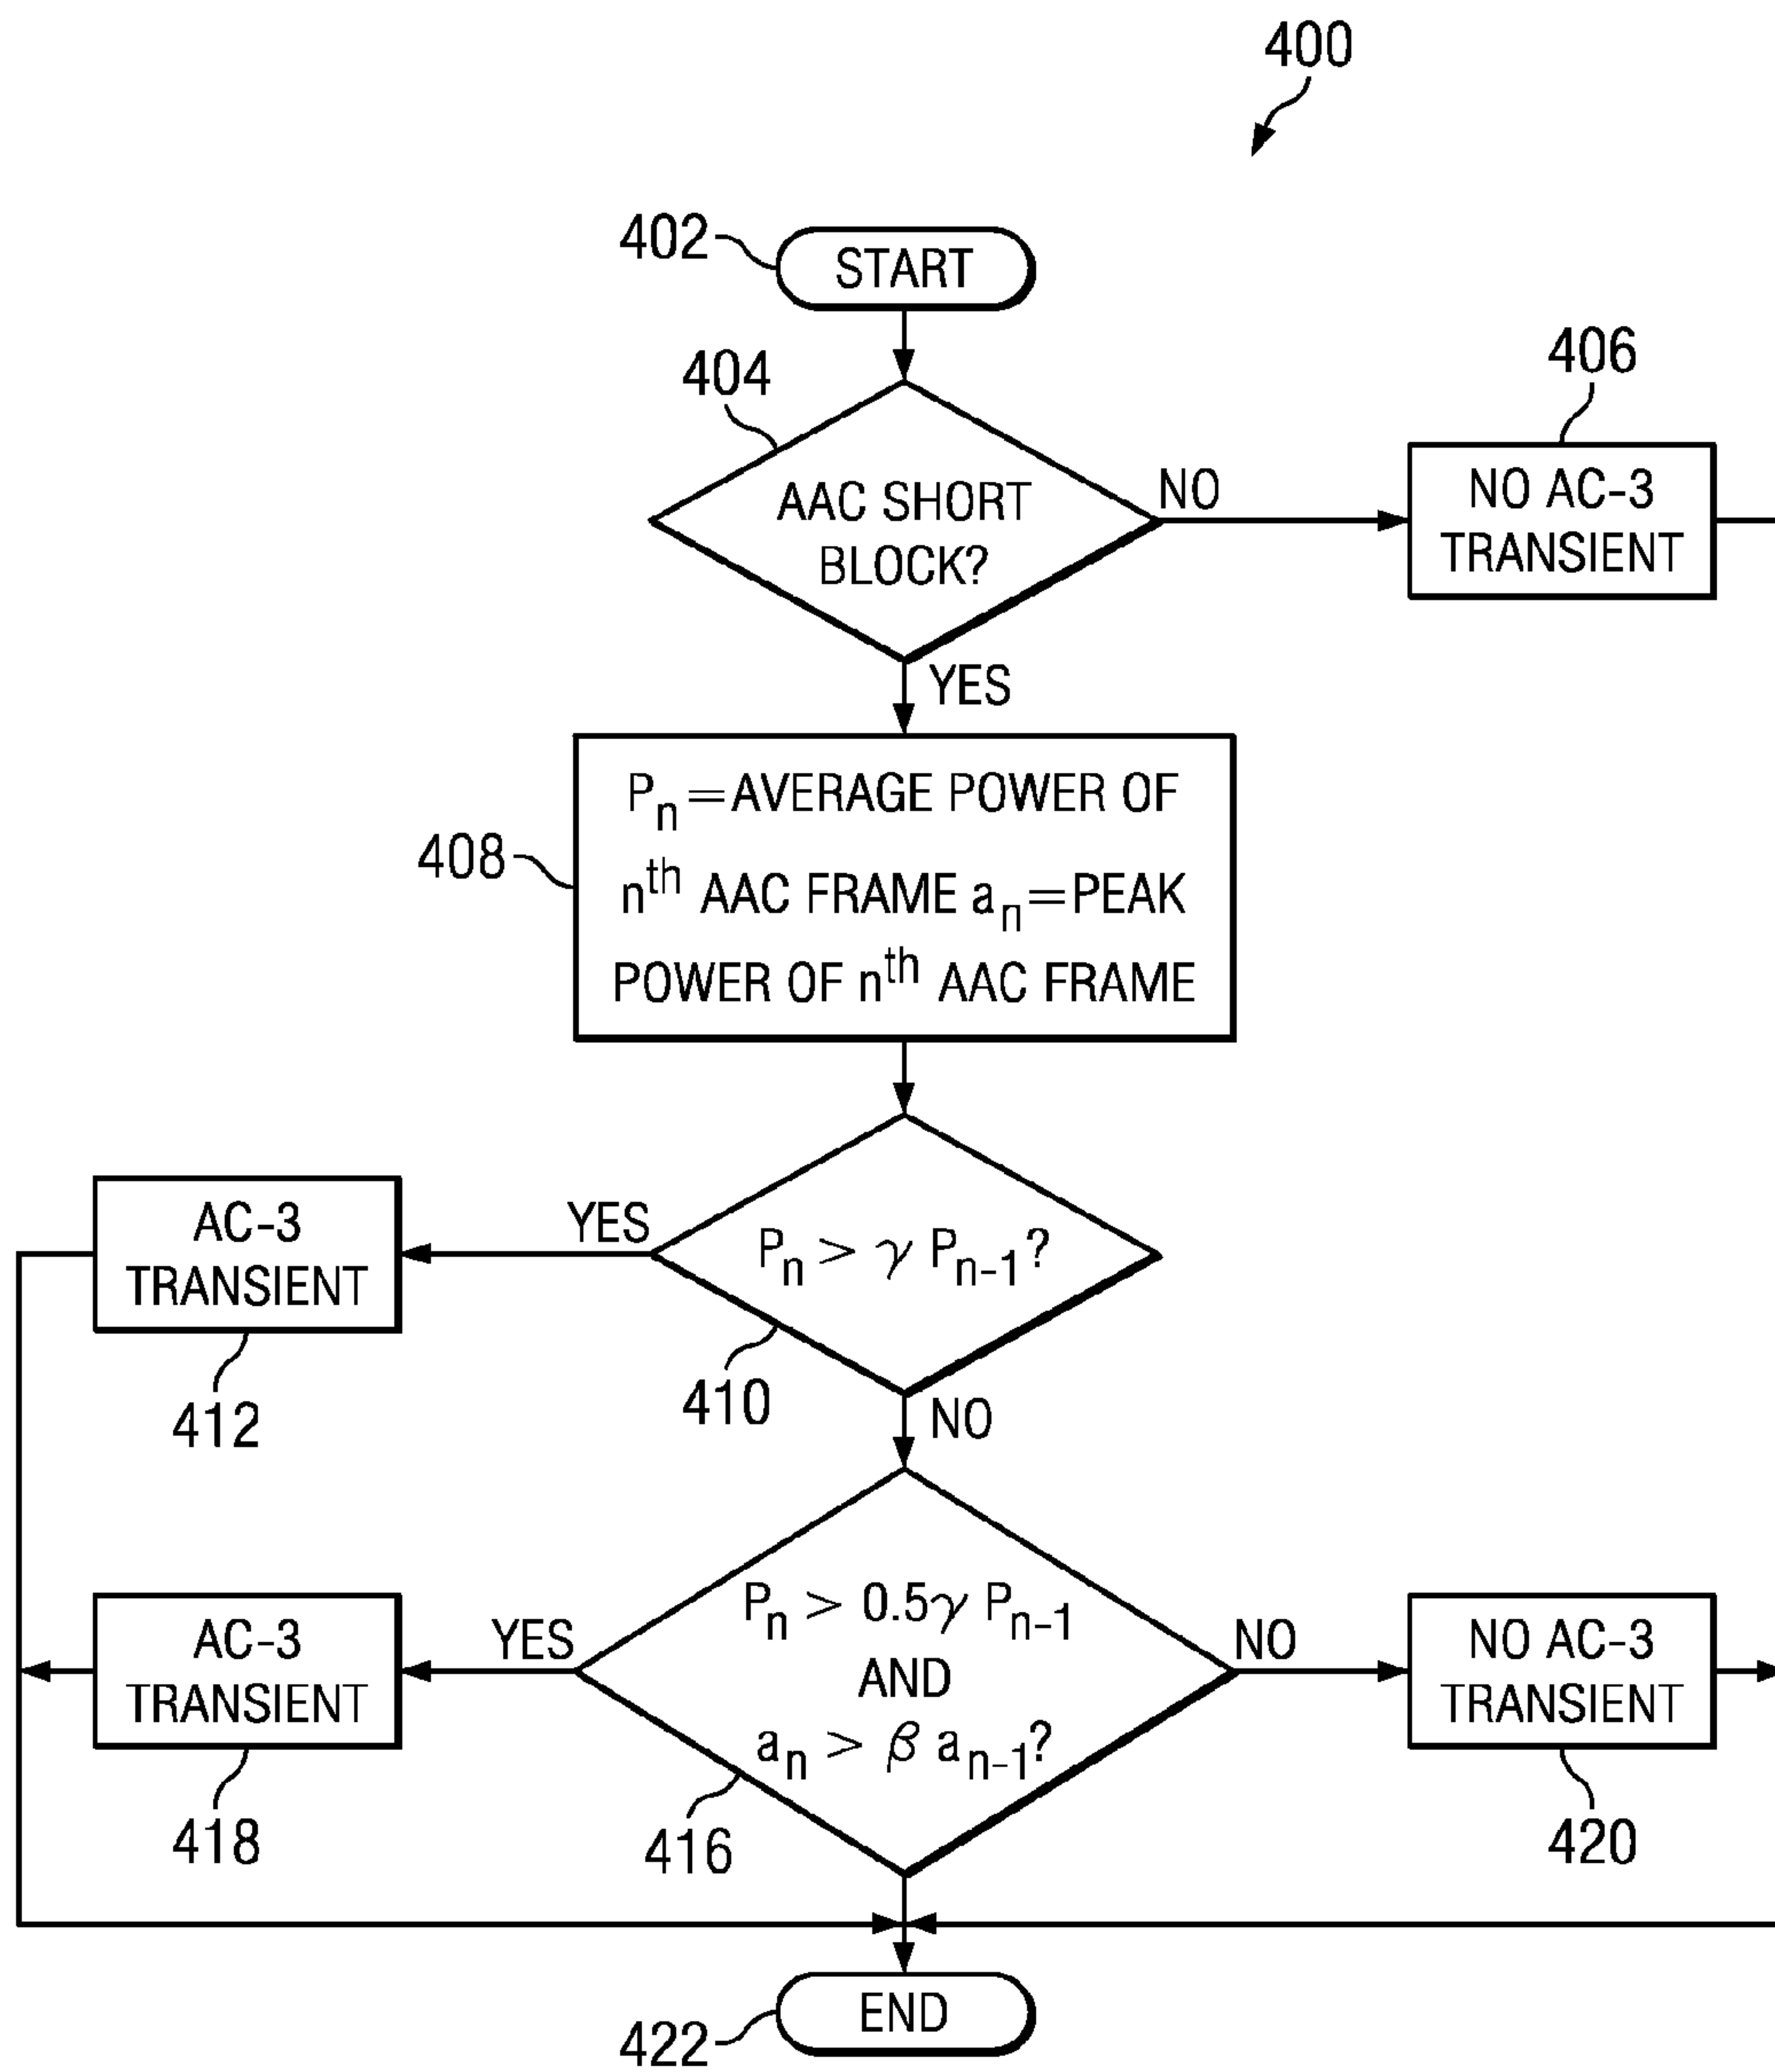 400
402
START
404
AAC SHORT
BLOCK?
NO
406
NO AC-3
TRANSIENT
YES
408
Pn=AVERAGE POWER OF
nth AAC FRAME an=PEAK
POWER OF nth AAC FRAME
AC-3
TRANSIENT
412
YES
Pn > γ Pn-1?
410
NO
AC-3
TRANSIENT
418
YES
Pn > 0.5γ Pn-1
AND
an > β an-1?
416
NO
NO AC-3
TRANSIENT
420
END
422